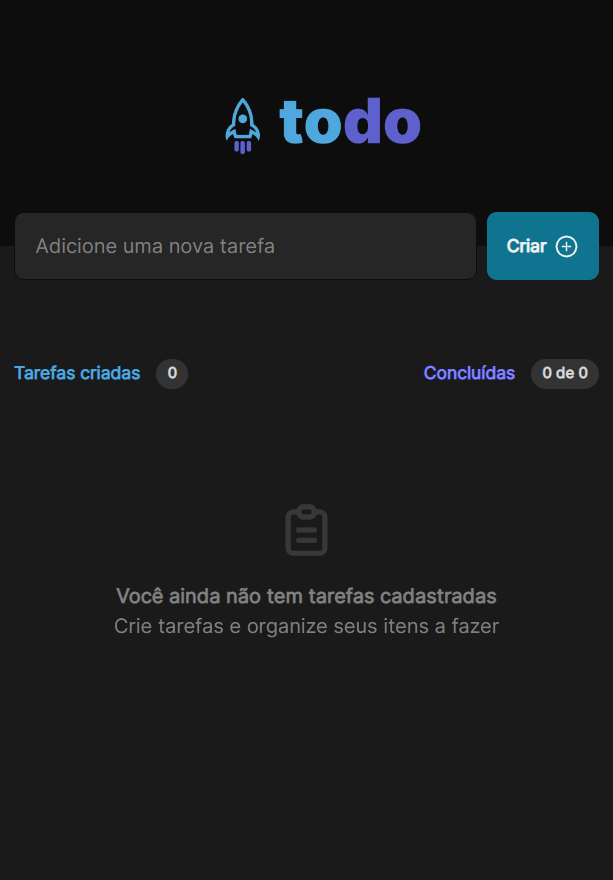 todo
Adicione uma nova tarefa
Criar
Tarefas criadas 0
Concluídas 0 de 0
Você ainda não tem tarefas cadastradas
Crie tarefas e organize seus itens a fazer